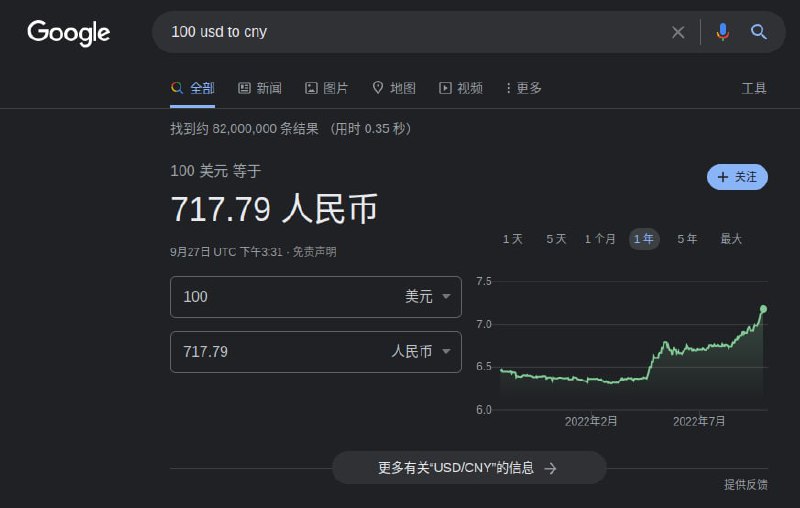 Google
100 usd to cny
全部 新闻 图片 地图 视频 更多 工具
找到约 82,000,000 条结果 （用时 0.35 秒）
100 美元 等于
关注
717.79 人民币
1 天 5 天 1 个月 1 年 5 年 最大
9月27日 UTC 下午3:31 · 免责声明
100 美元
717.79 人民币
7.5
7.0
6.5
6.0
2022年2月 2022年7月
更多有关“USD/CNY”的信息
提供反馈